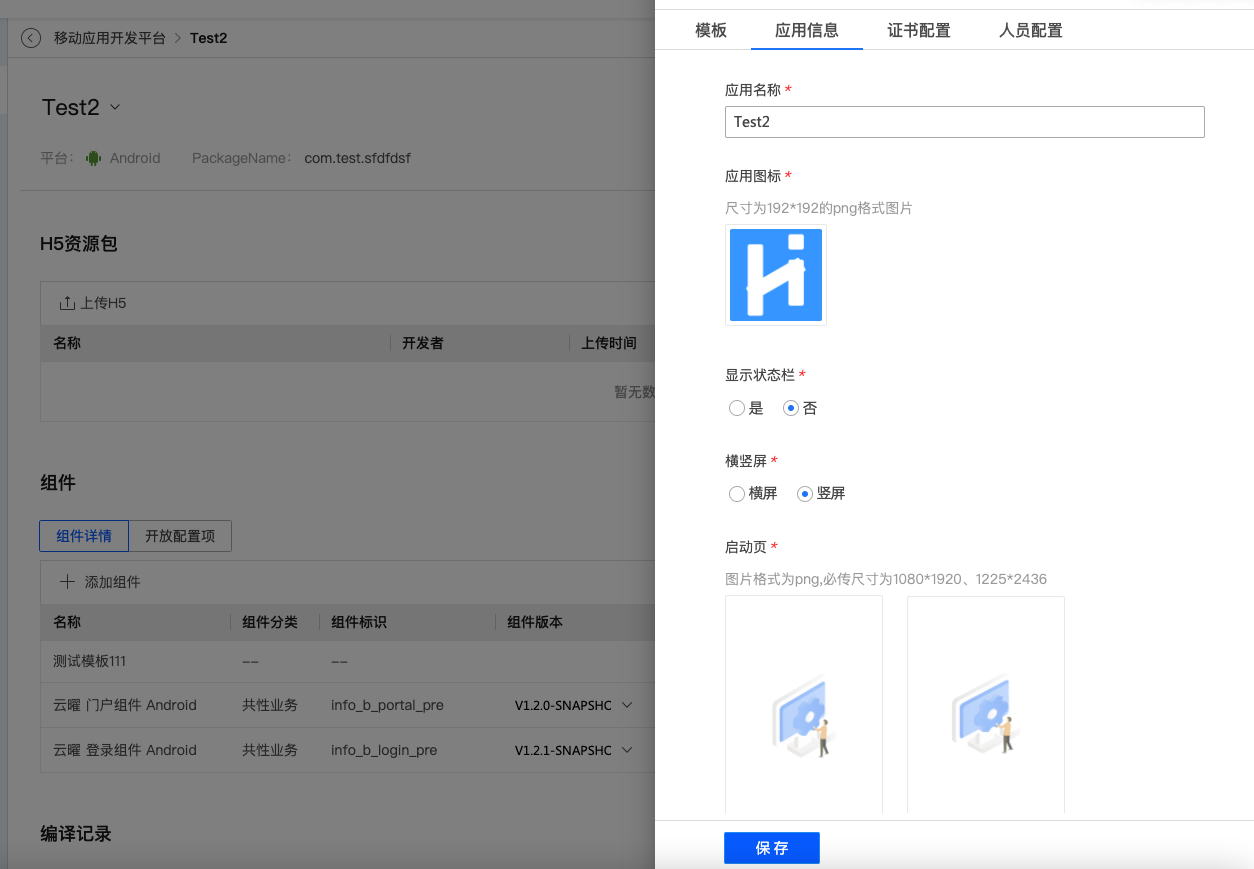 移动应用开发平台 > Test2
Test2
平台： Android PackageName： com.test.sfdfdsf
H5资源包
上传H5
名称 开发者 上传时间
暂无数
组件
组件详情 开放配置项
添加组件
名称 组件分类 组件标识 组件版本
测试模板111 -- --
云曜 门户组件 Android 共性业务 info_b_portal_pre V1.2.0-SNAPSHC
云曜 登录组件 Android 共性业务 info_b_login_pre V1.2.1-SNAPSHC
编译记录
模板 应用信息 证书配置 人员配置
应用名称 *
Test2
应用图标 *
尺寸为192*192的png格式图片
显示状态栏 *
是 否
横竖屏 *
横屏 竖屏
启动页 *
图片格式为png,必传尺寸为1080*1920、1225*2436
保存